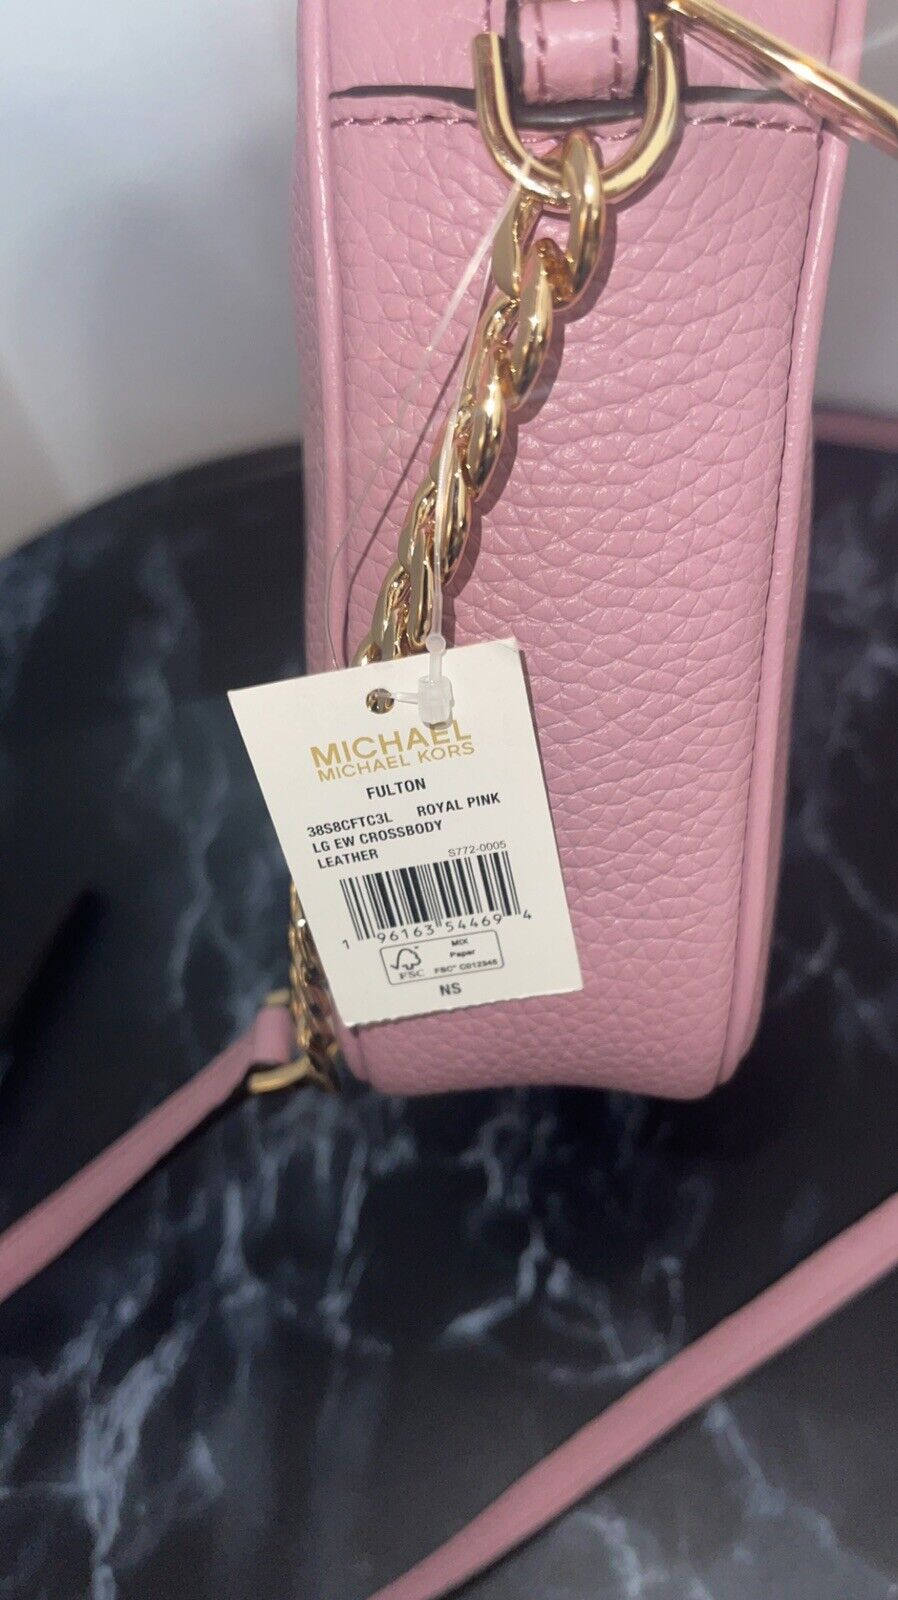 MICHAEL
MICHAEL KORS
FULTON
38S8CFTC3L ROYAL PINK
LG EW CROSSBODY
LEATHER S772-0005
1 96163 54469 4
FSC
MIX
Paper
FSC® C012345
NS